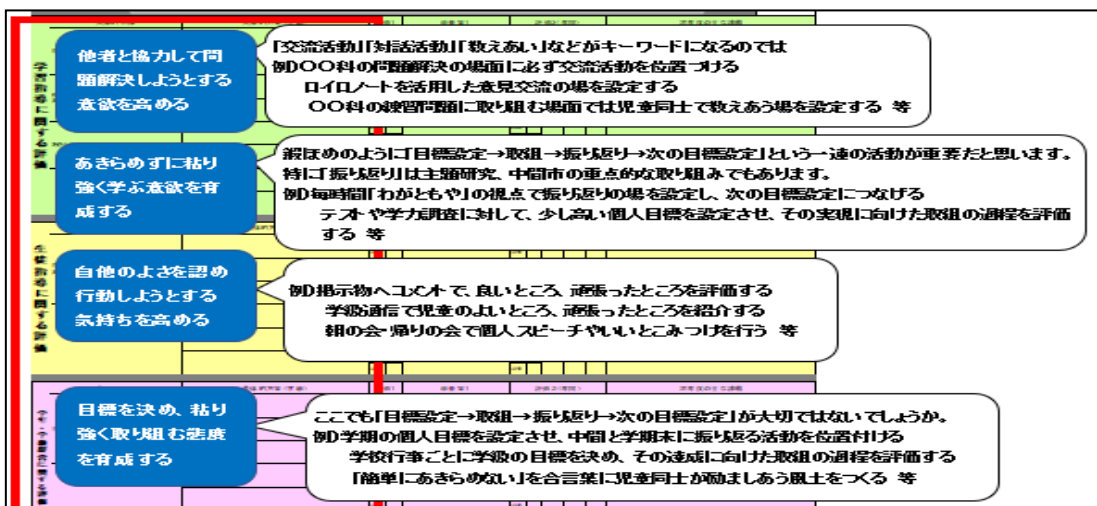 学習指導に関する評価
他者と協力して問
題解決しようとする
意欲を高める
「交流活動」「対話活動」「教えあい」などがキーワードになるのでは
例)〇〇科の問題解決の場面に必ず交流活動を位置づける
ロイロノートを活用した意見交流の場を設定する
〇〇科の練習問題に取り組む場面では児童同士で教えあう場を設定する 等
あきらめずに粘り
強く学ぶ意欲を育
成する
縦ほめのように「目標設定→取組→振り返り→次の目標設定」という一連の活動が重要だと思います。
特に「振り返り」は主題研究、中間市の重点的な取り組みでもあります。
例)毎時間「わがともや」の視点で振り返りの場を設定し、次の目標設定につなげる
テストや学力調査に対して、少し高い個人目標を設定させ、その実現に向けた取組の過程を評価
する 等
生徒指導に関する評価
自他のよさを認め
行動しようとする
気持ちを高める
例)掲示物へコメントで、良いところ、頑張ったところを評価する
学級通信で児童のよいところ、頑張ったところを紹介する
朝の会・帰りの会で個人スピーチやいいとこみつけを行う 等
目標を決め、粘り
強く取り組む態度
を育成する
ここでも「目標設定→取組→振り返り→次の目標設定」が大切ではないでしょうか。
例)学期の個人目標を設定させ、中間と学期末に振り返る活動を位置付ける
学校行事ごとに学級の目標を決め、その達成に向けた取組の過程を評価する
「簡単にあきらめない」を合言葉に児童同士が励ましあう風土をつくる 等